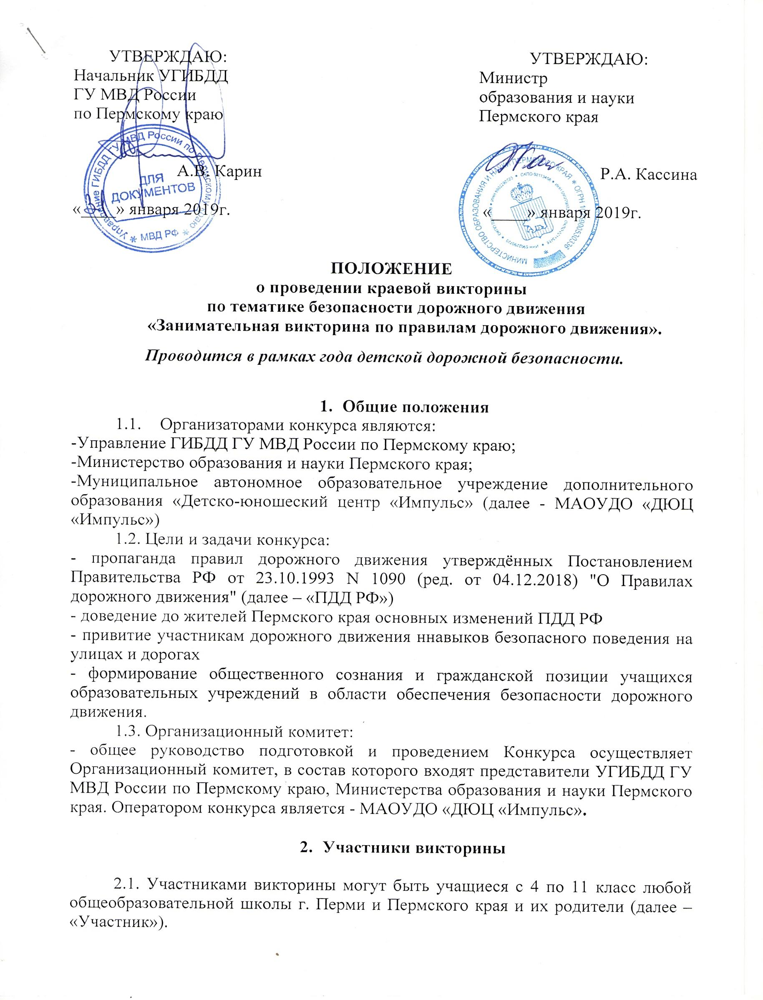 УТВЕРЖДАЮ:
Начальник УГИБДД
ГУ МВД России
по Пермскому краю
А.В. Карин
«31» января 2019г.
Управление ГИБДД ГУ МВД России по Пермскому краю
ДЛЯ
ДОКУМЕНТОВ
* МВД РФ *
УТВЕРЖДАЮ:
Министр
образования и науки
Пермского края
Р.А. Кассина
«____» января 2019г.
МИНИСТЕРСТВО ОБРАЗОВАНИЯ И НАУКИ ПЕРМСКОГО КРАЯ * ОГРН
ПОЛОЖЕНИЕ
о проведении краевой викторины
по тематике безопасности дорожного движения
«Занимательная викторина по правилам дорожного движения».
Проводится в рамках года детской дорожной безопасности.
1. Общие положения
1.1. Организаторами конкурса являются:
-Управление ГИБДД ГУ МВД России по Пермскому краю;
-Министерство образования и науки Пермского края;
-Муниципальное автономное образовательное учреждение дополнительного
образования «Детско-юношеский центр «Импульс» (далее - МАОУДО «ДЮЦ
«Импульс»)
1.2. Цели и задачи конкурса:
- пропаганда правил дорожного движения утверждённых Постановлением
Правительства РФ от 23.10.1993 N 1090 (ред. от 04.12.2018) "О Правилах
дорожного движения" (далее – «ПДД РФ»)
- доведение до жителей Пермского края основных изменений ПДД РФ
- привитие участникам дорожного движения ннавыков безопасного поведения на
улицах и дорогах
- формирование общественного сознания и гражданской позиции учащихся
образовательных учреждений в области обеспечения безопасности дорожного
движения.
1.3. Организационный комитет:
- общее руководство подготовкой и проведением Конкурса осуществляет
Организационный комитет, в состав которого входят представители УГИБДД ГУ
МВД России по Пермскому краю, Министерства образования и науки Пермского
края. Оператором конкурса является - МАОУДО «ДЮЦ «Импульс».
2. Участники викторины
2.1. Участниками викторины могут быть учащиеся с 4 по 11 класс любой
общеобразовательной школы г. Перми и Пермского края и их родители (далее –
«Участник»).